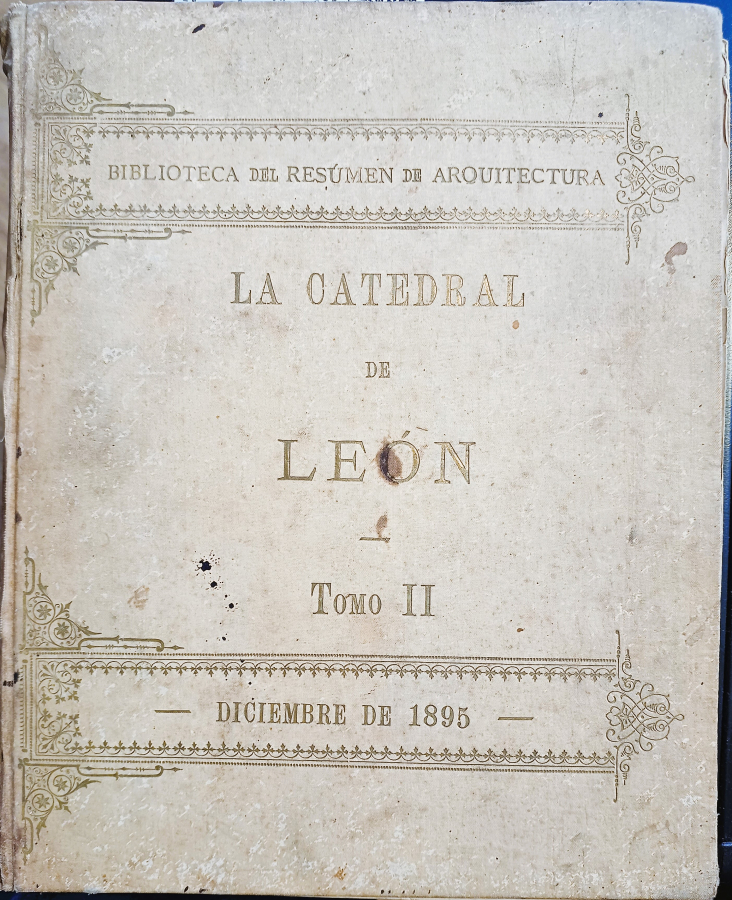 BIBLIOTECA DEL RESÚMEN DE ARQUITECTURA
LA CATEDRAL
DE
LEÓN
—
TOMO II
— DICIEMBRE DE 1895 —